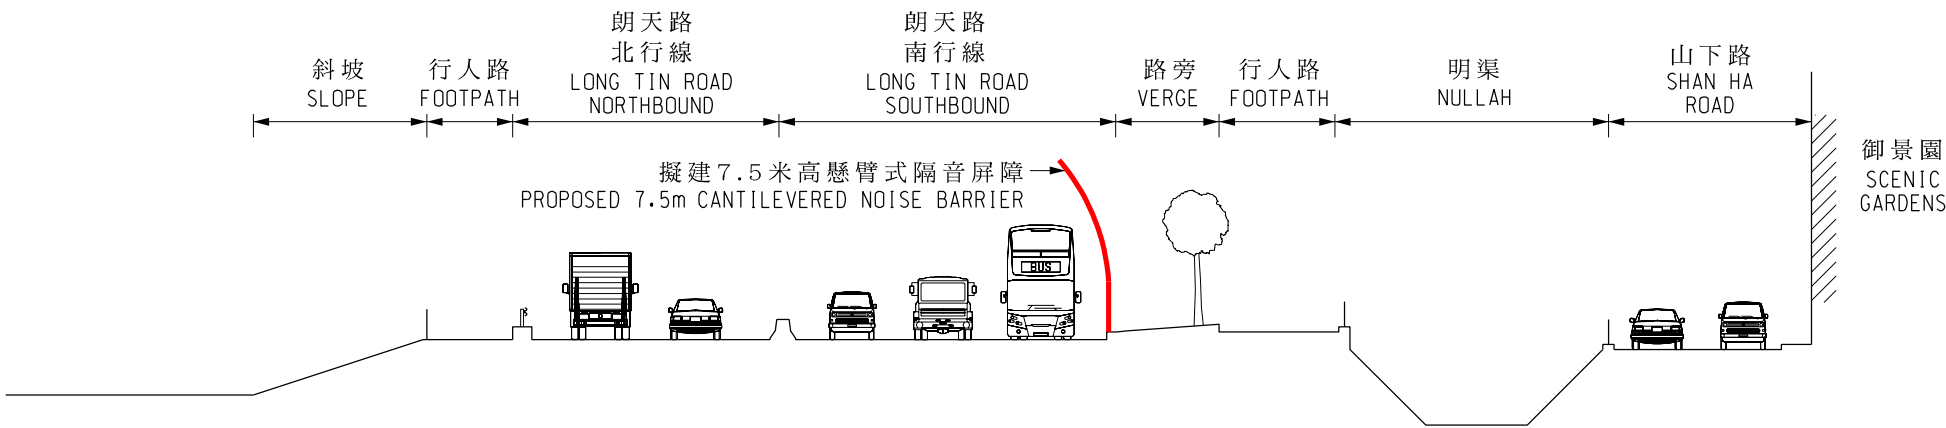 斜坡
SLOPE
行人路
FOOTPATH
朗天路
北行線
LONG TIN ROAD
NORTHBOUND
朗天路
南行線
LONG TIN ROAD
SOUTHBOUND
路旁
VERGE
行人路
FOOTPATH
明渠
NULLAH
山下路
SHAN HA
ROAD
御景園
SCENIC
GARDENS
擬建7.5米高懸臂式隔音屏障
PROPOSED 7.5m CANTILEVERED NOISE BARRIER
BUS